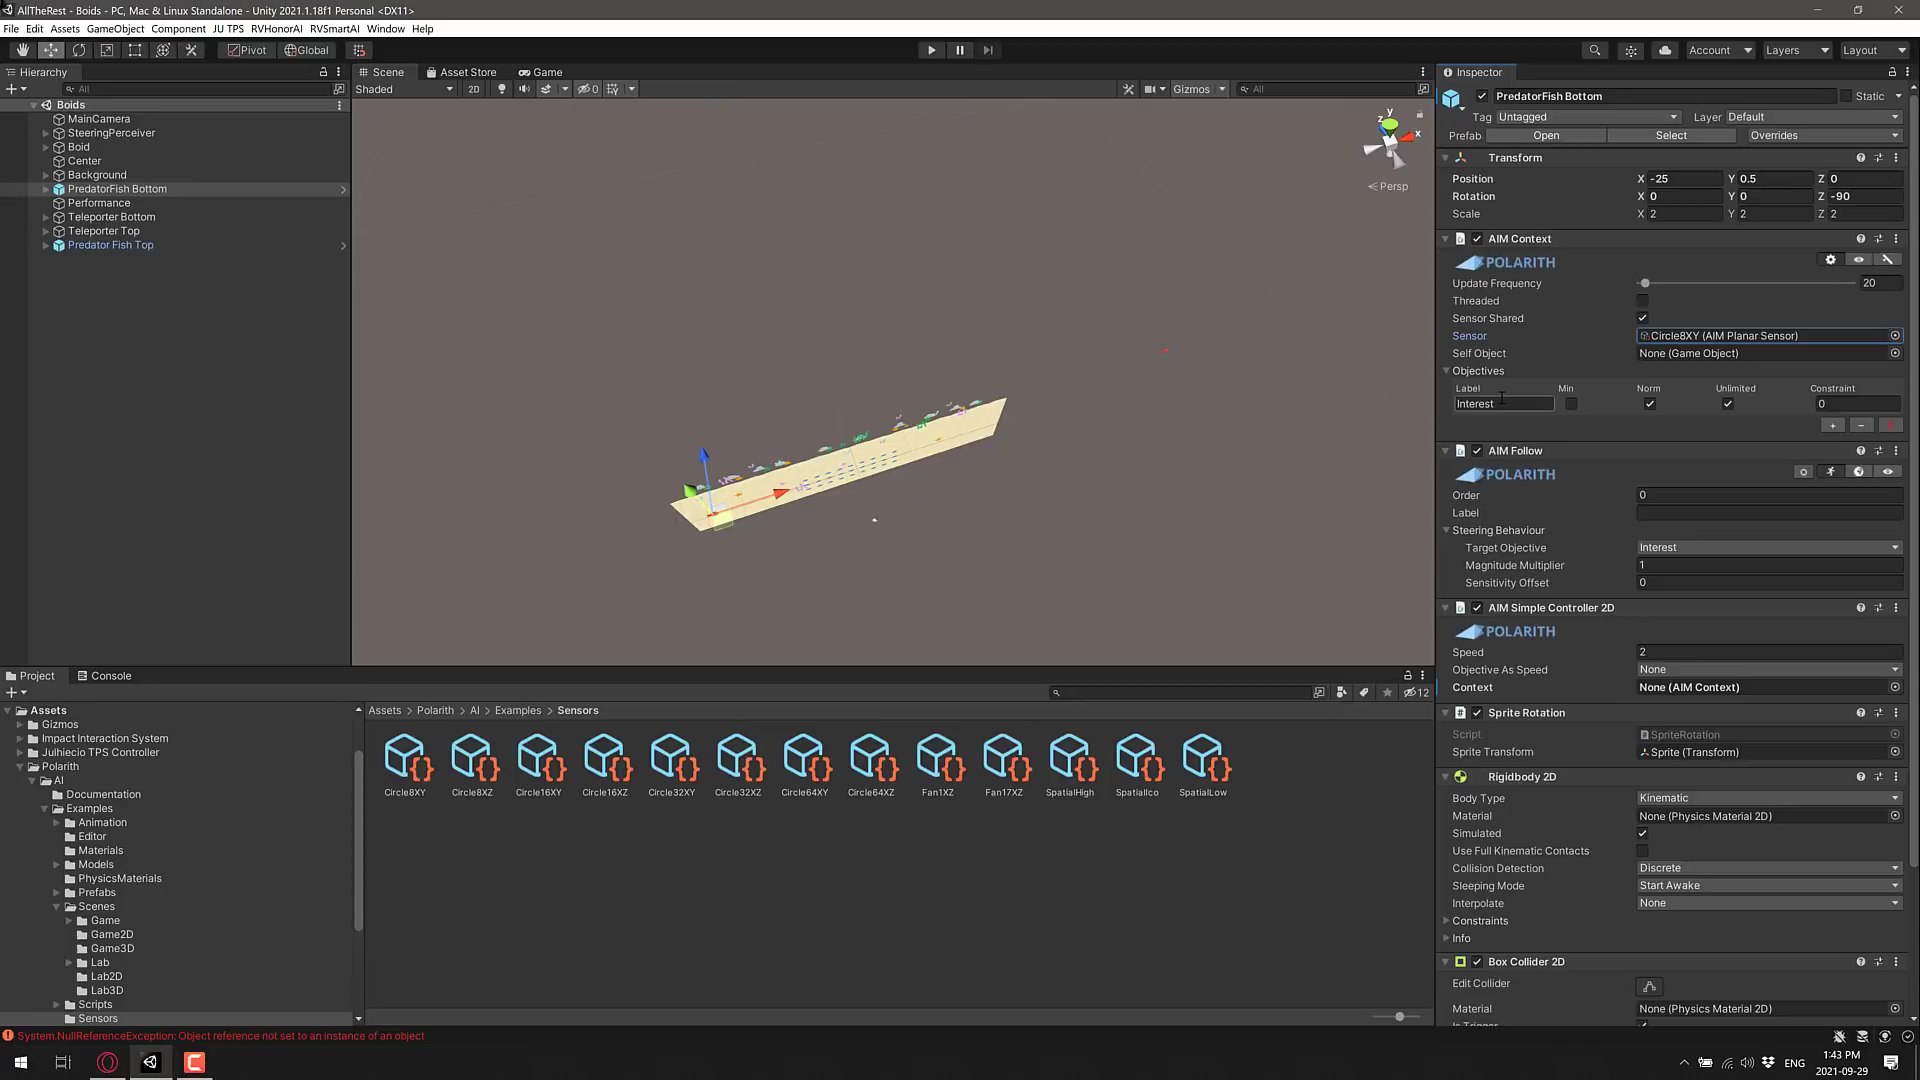 AllTheRest - Boids - PC, Mac & Linux Standalone - Unity 2021.1.18f1 Personal <DX11>
File Edit Assets GameObject Component JU TPS RVHonorAI RVSmartAI Window Help
Pivot Global Account Layers Layout
Hierarchy
All
Boids
MainCamera
SteeringPerceiver
Boid
Center
Background
PredatorFish Bottom
Performance
Teleporter Bottom
Teleporter Top
Predator Fish Top
Scene Asset Store Game
Shaded 2D 0 Gizmos All
y
z
x
Persp
Inspector
PredatorFish Bottom Static
Tag Untagged Layer Default
Prefab Open Select Overrides
Transform
Position X -25 Y 0.5 Z 0
Rotation X 0 Y 0 Z -90
Scale X 2 Y 2 Z 2
AIM Context
POLARITH
Update Frequency 20
Threaded
Sensor Shared
Sensor Circle8XY (AIM Planar Sensor)
Self Object None (Game Object)
Objectives
Label Min Norm Unlimited Constraint
Interest 0
+ −
AIM Follow
POLARITH
Order 0
Label
Steering Behaviour
Target Objective Interest
Magnitude Multiplier 1
Sensitivity Offset 0
AIM Simple Controller 2D
POLARITH
Speed 2
Objective As Speed None
Context None (AIM Context)
Sprite Rotation
Script SpriteRotation
Sprite Transform Sprite (Transform)
Rigidbody 2D
Body Type Kinematic
Material None (Physics Material 2D)
Simulated
Use Full Kinematic Contacts
Collision Detection Discrete
Sleeping Mode Start Awake
Interpolate None
Constraints
Info
Box Collider 2D
Edit Collider
Material None (Physics Material 2D)
Is Trigger
Project Console
12
Assets
Gizmos
Impact Interaction System
Julhiecio TPS Controller
Polarith
AI
Documentation
Examples
Animation
Editor
Materials
Models
PhysicsMaterials
Prefabs
Scenes
Game
Game2D
Game3D
Lab
Lab2D
Lab3D
Scripts
Sensors
Assets > Polarith > AI > Examples > Sensors
Circle8XY Circle8XZ Circle16XY Circle16XZ Circle32XY Circle32XZ Circle64XY Circle64XZ Fan1XZ Fan17XZ SpatialHigh SpatialIco SpatialLow
System.NullReferenceException: Object reference not set to an instance of an object
ENG
1:43 PM
2021-09-29